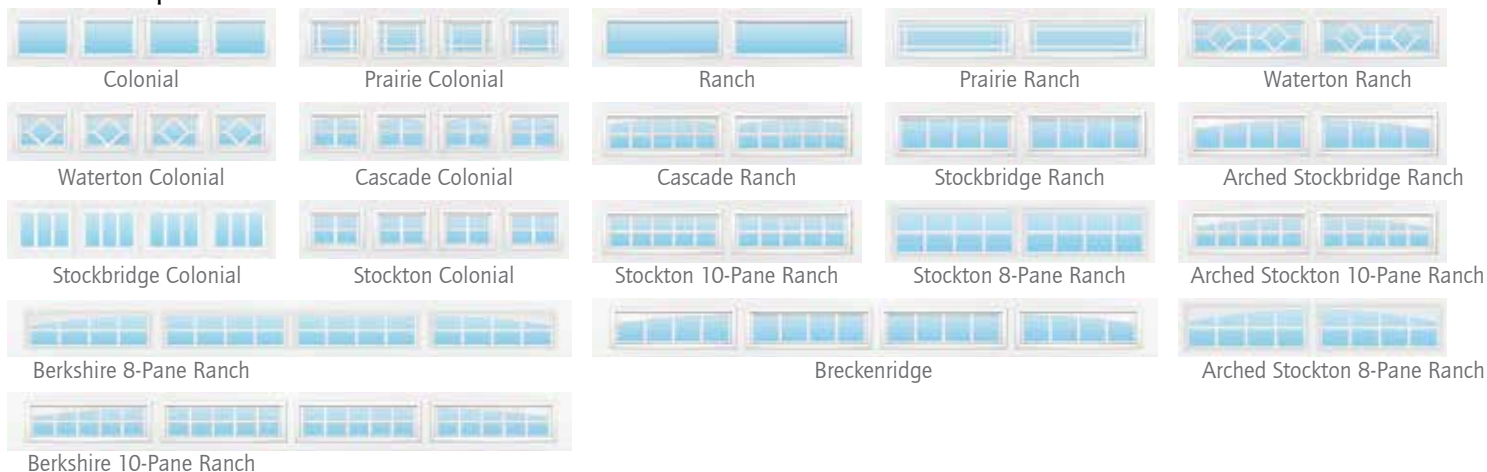 Colonial
Prairie Colonial
Ranch
Prairie Ranch
Waterton Ranch
Waterton Colonial
Cascade Colonial
Cascade Ranch
Stockbridge Ranch
Arched Stockbridge Ranch
Stockbridge Colonial
Stockton Colonial
Stockton 10-Pane Ranch
Stockton 8-Pane Ranch
Arched Stockton 10-Pane Ranch
Berkshire 8-Pane Ranch
Breckenridge
Arched Stockton 8-Pane Ranch
Berkshire 10-Pane Ranch